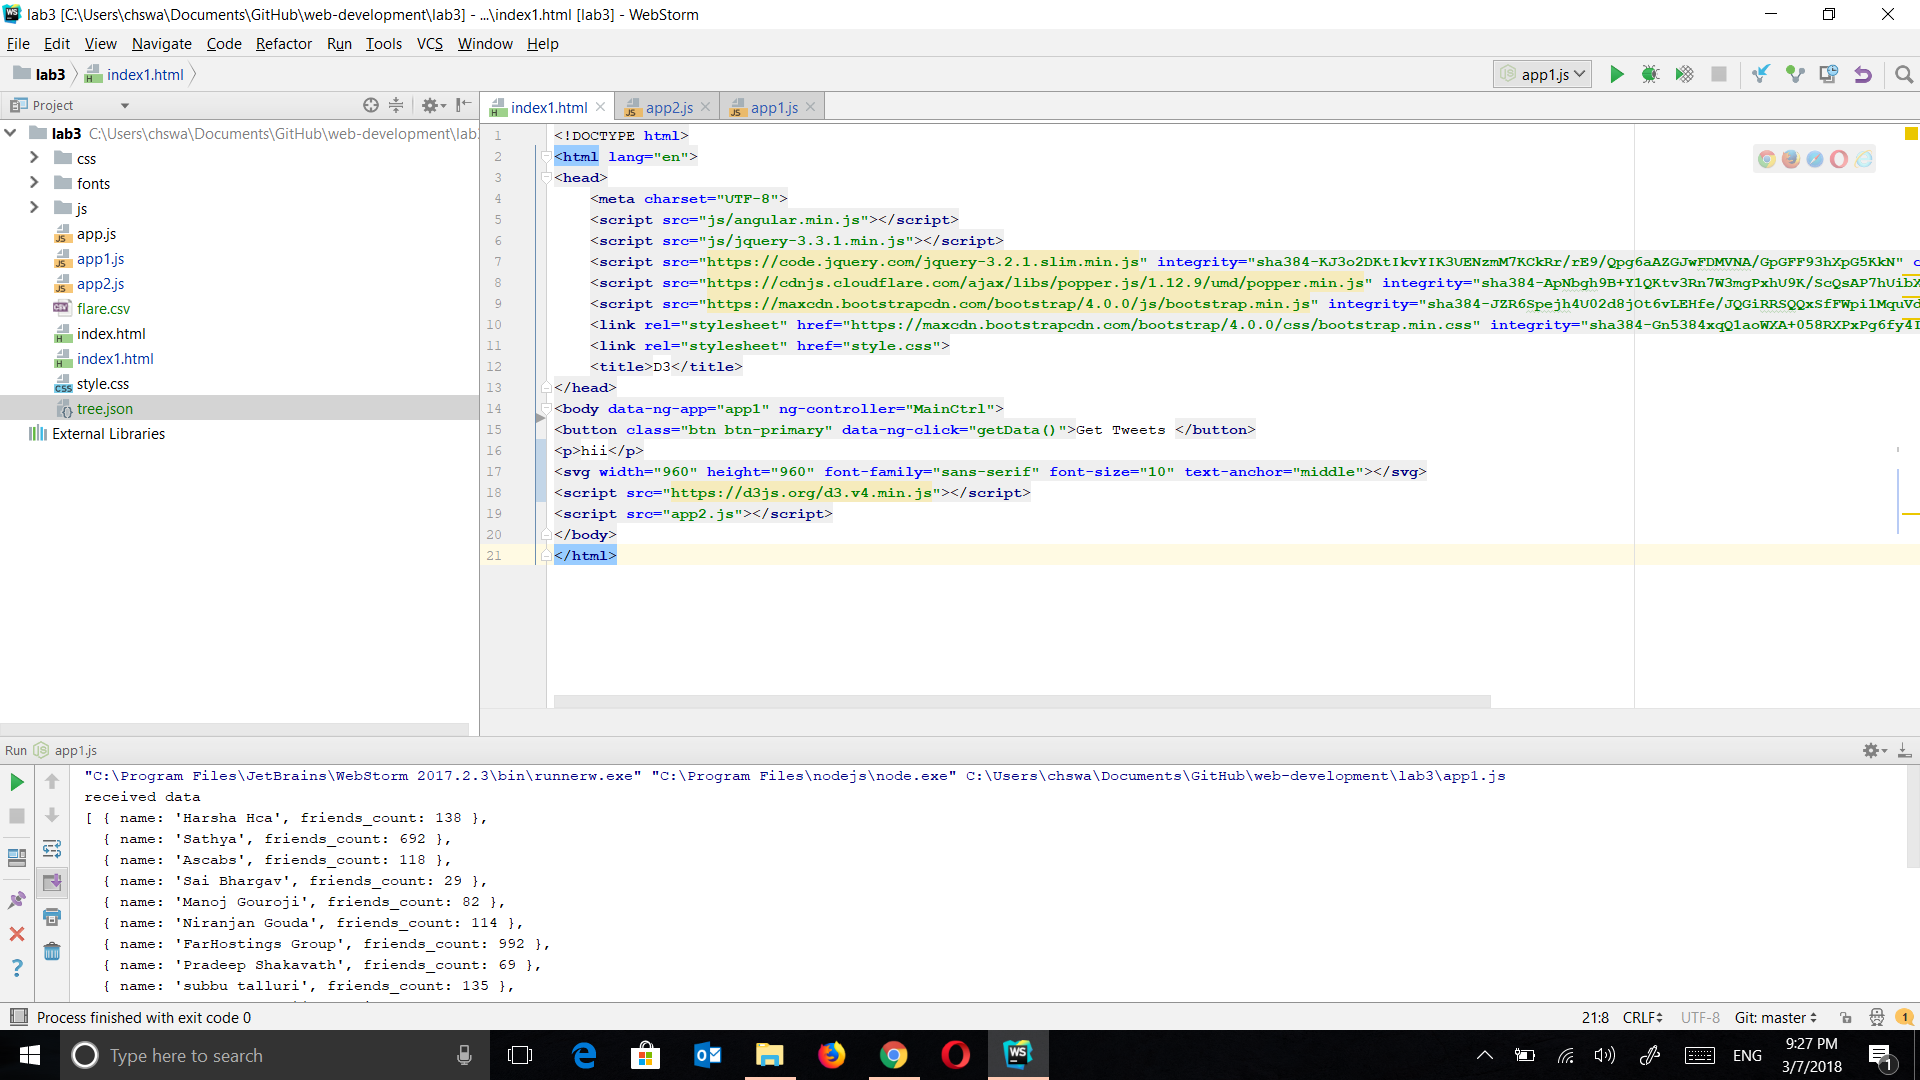 lab3 [C:\Users\chswa\Documents\GitHub\web-development\lab3] - ...\index1.html [lab3] - WebStorm
File Edit View Navigate Code Refactor Run Tools VCS Window Help
lab3 index1.html app1.js
Project
index1.html app2.js app1.js
lab3 C:\Users\chswa\Documents\GitHub\web-development\lab
css
fonts
js
app.js
app1.js
app2.js
flare.csv
index.html
index1.html
style.css
tree.json
External Libraries
1 <!DOCTYPE html>
2 <html lang="en">
3 <head>
4 <meta charset="UTF-8">
5 <script src="js/angular.min.js"></script>
6 <script src="js/jquery-3.3.1.min.js"></script>
7 <script src="https://code.jquery.com/jquery-3.2.1.slim.min.js" integrity="sha384-KJ3o2DKtIkvYIK3UENzmM7KCkRr/rE9/Qpg6aAZGJwFDMVNA/GpGFF93hXpG5KkN" c
8 <script src="https://cdnjs.cloudflare.com/ajax/libs/popper.js/1.12.9/umd/popper.min.js" integrity="sha384-ApNbgh9B+Y1QKtv3Rn7W3mgPxhU9K/ScQsAP7hUibX
9 <script src="https://maxcdn.bootstrapcdn.com/bootstrap/4.0.0/js/bootstrap.min.js" integrity="sha384-JZR6Spejh4U02d8jOt6vLEHfe/JQGiRRSQQxSfFWpi1MquVd
10 <link rel="stylesheet" href="https://maxcdn.bootstrapcdn.com/bootstrap/4.0.0/css/bootstrap.min.css" integrity="sha384-Gn5384xqQ1aoWXA+058RXPxPg6fy4I
11 <link rel="stylesheet" href="style.css">
12 <title>D3</title>
13 </head>
14 <body data-ng-app="app1" ng-controller="MainCtrl">
15 <button class="btn btn-primary" data-ng-click="getData()">Get Tweets </button>
16 <p>hii</p>
17 <svg width="960" height="960" font-family="sans-serif" font-size="10" text-anchor="middle"></svg>
18 <script src="https://d3js.org/d3.v4.min.js"></script>
19 <script src="app2.js"></script>
20 </body>
21 </html>
Run app1.js
"C:\Program Files\JetBrains\WebStorm 2017.2.3\bin\runnerw.exe" "C:\Program Files\nodejs\node.exe" C:\Users\chswa\Documents\GitHub\web-development\lab3\app1.js
received data
[ { name: 'Harsha Hca', friends_count: 138 },
{ name: 'Sathya', friends_count: 692 },
{ name: 'Ascabs', friends_count: 118 },
{ name: 'Sai Bhargav', friends_count: 29 },
{ name: 'Manoj Gouroji', friends_count: 82 },
{ name: 'Niranjan Gouda', friends_count: 114 },
{ name: 'FarHostings Group', friends_count: 992 },
{ name: 'Pradeep Shakavath', friends_count: 69 },
{ name: 'subbu talluri', friends_count: 135 },
Process finished with exit code 0 21:8 CRLF UTF-8 Git: master 1
Type here to search ENG 9:27 PM
3/7/2018 1